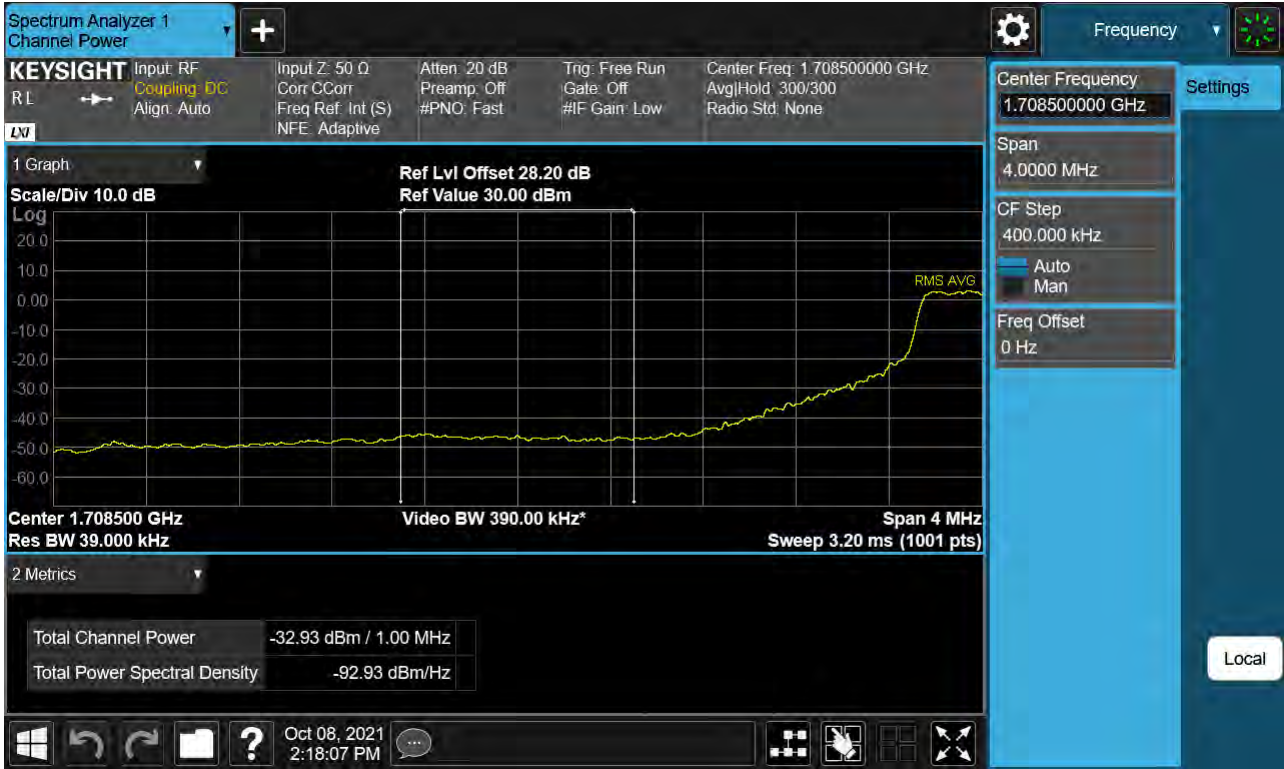 Spectrum Analyzer 1
Channel Power
+
Frequency
KEYSIGHT
RL
LXI
Input: RF
Coupling: DC
Align: Auto
Input Z: 50 Ω
Corr CCorr
Freq Ref: Int (S)
NFE: Adaptive
Atten: 20 dB
Preamp: Off
#PNO: Fast
Trig: Free Run
Gate: Off
#IF Gain: Low
Center Freq: 1.708500000 GHz
Avg|Hold: 300/300
Radio Std: None
1 Graph
Scale/Div 10.0 dB
Ref Lvl Offset 28.20 dB
Ref Value 30.00 dBm
Log
20.0
10.0
0.00
-10.0
-20.0
-30.0
-40.0
-50.0
-60.0
RMS AVG
Center 1.708500 GHz
Video BW 390.00 kHz*
Span 4 MHz
Res BW 39.000 kHz
Sweep 3.20 ms (1001 pts)
2 Metrics
Total Channel Power -32.93 dBm / 1.00 MHz
Total Power Spectral Density -92.93 dBm/Hz
Center Frequency
1.708500000 GHz
Span
4.0000 MHz
CF Step
400.000 kHz
Auto
Man
Freq Offset
0 Hz
Settings
Local
?
Oct 08, 2021
2:18:07 PM